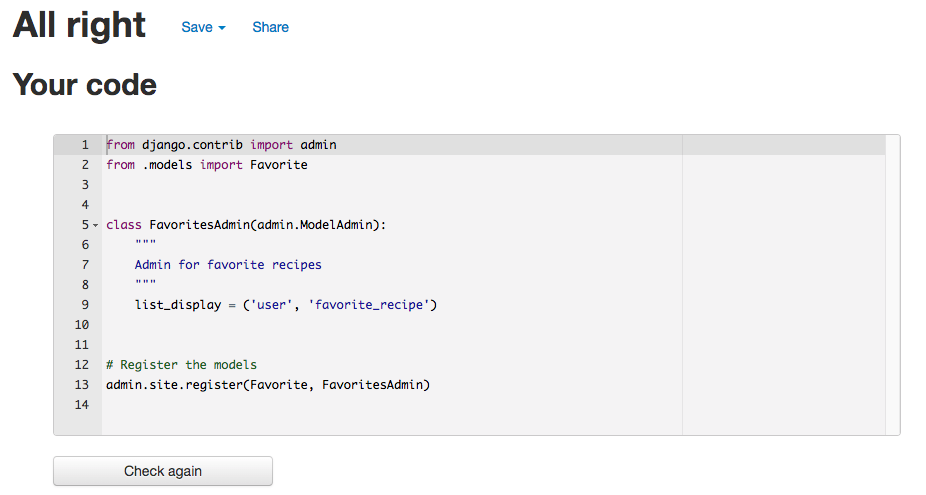 All right Save Share
Your code
1 from django.contrib import admin
2 from .models import Favorite
3
4
5 class FavoritesAdmin(admin.ModelAdmin):
6     """
7     Admin for favorite recipes
8     """
9     list_display = ('user', 'favorite_recipe')
10
11
12 # Register the models
13 admin.site.register(Favorite, FavoritesAdmin)
14
Check again